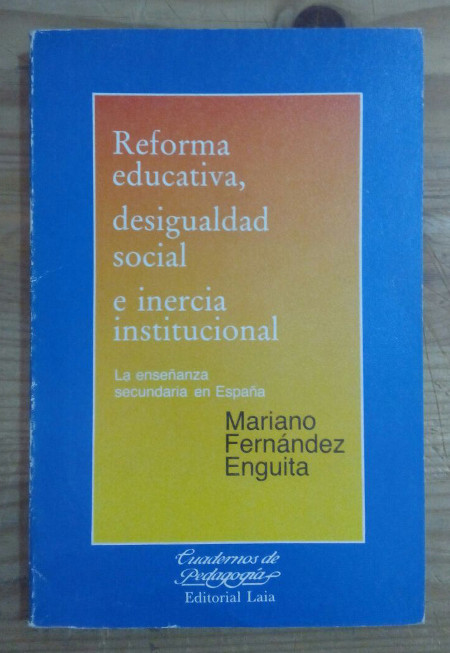 Reforma
educativa,
desigualdad
social
e inercia
institucional
La enseñanza
secundaria en España
Mariano
Fernández
Enguita
Cuadernos de
Pedagogía
Editorial Laia